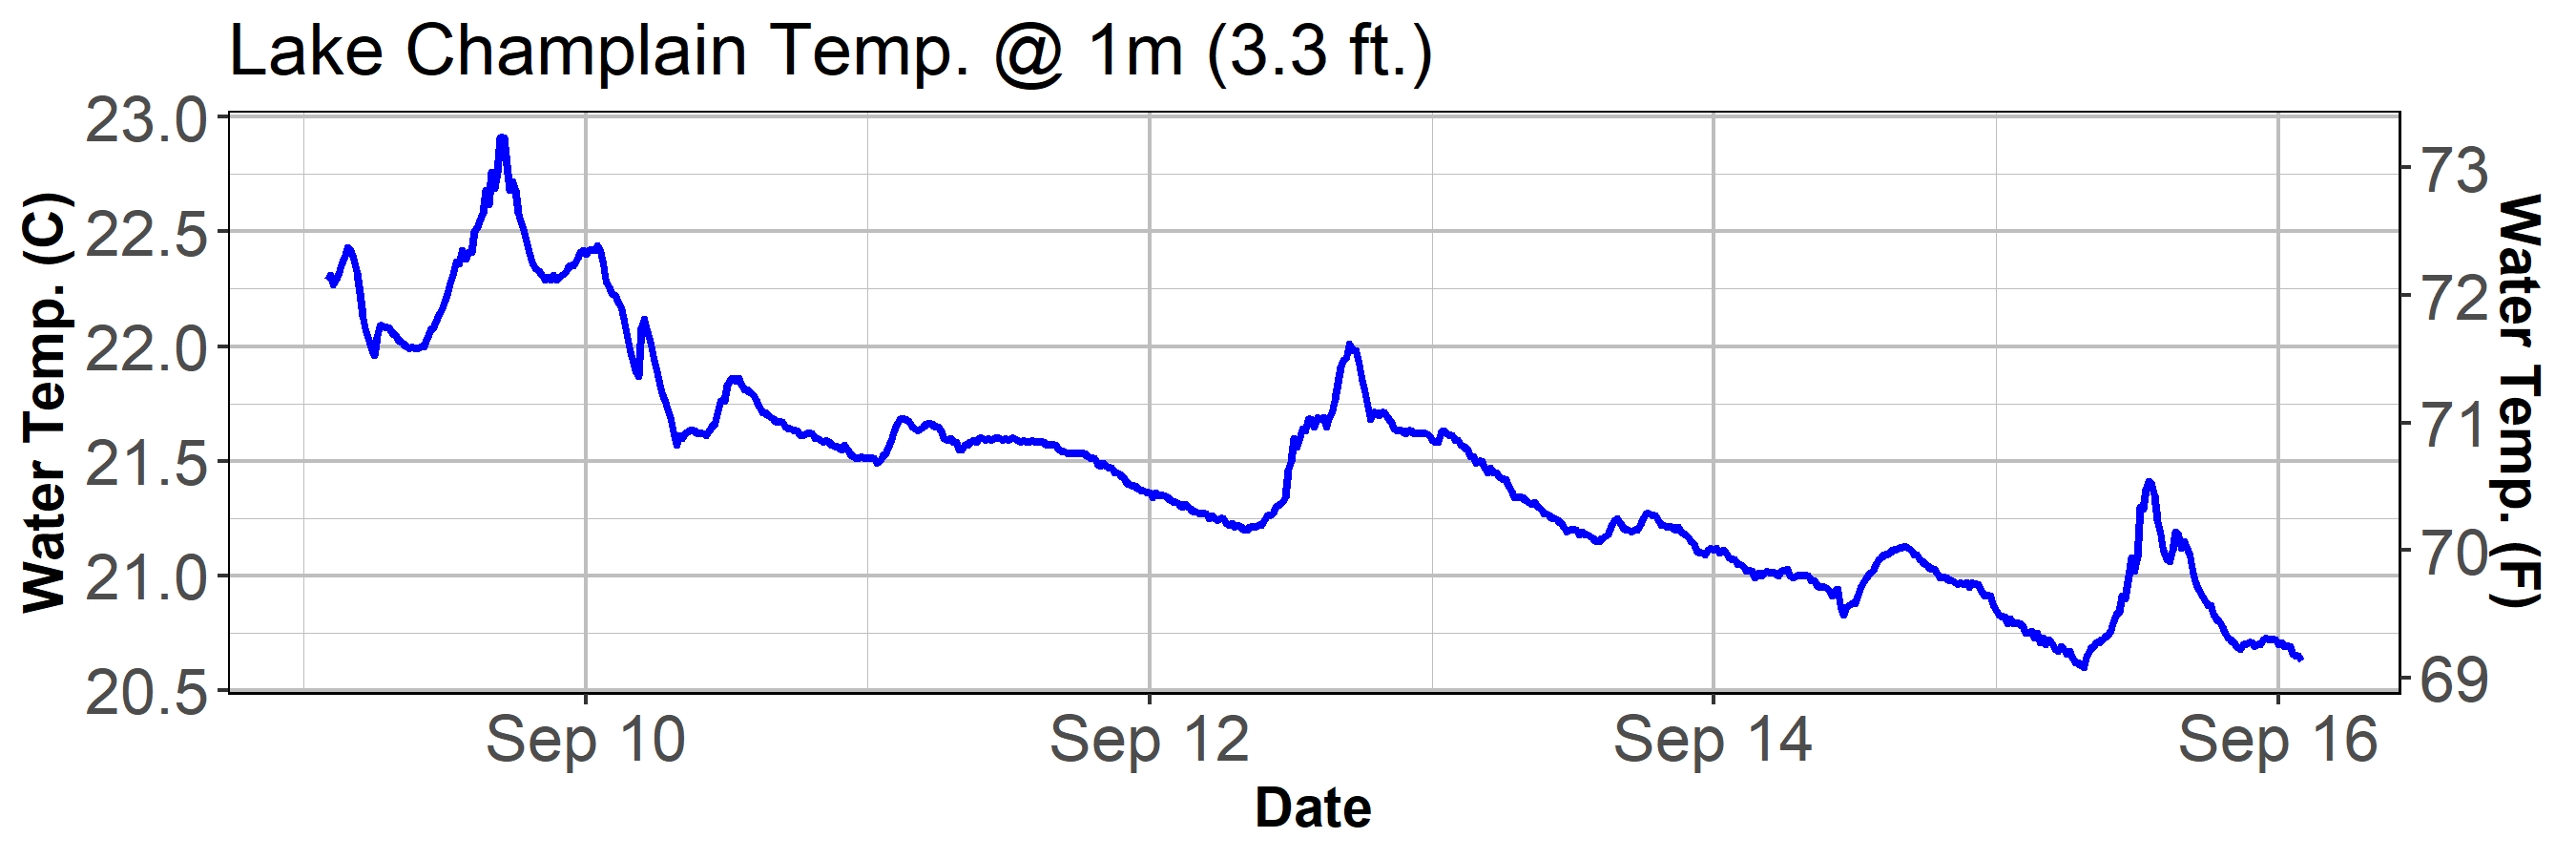 Lake Champlain Temp. @ 1m (3.3 ft.)
Water Temp. (C)
23.0
22.5
22.0
21.5
21.0
20.5
73
72
71
70
69
Water Temp. (F)
Sep 10
Sep 12
Sep 14
Sep 16
Date